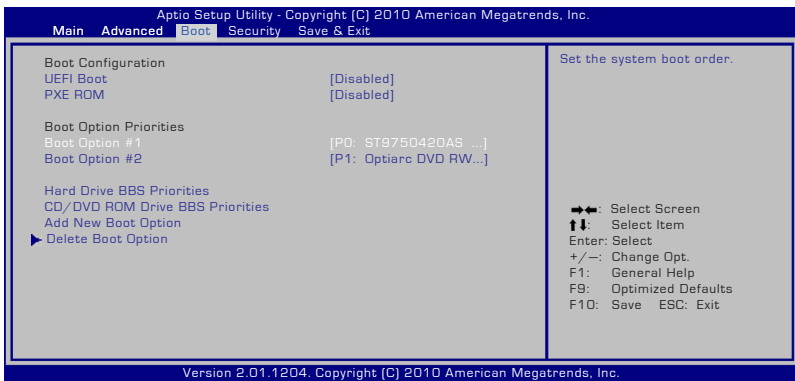 Aptio Setup Utility - Copyright (C) 2010 American Megatrends, Inc.
Main Advanced Boot Security Save & Exit
Boot Configuration
UEFI Boot [Disabled]
PXE ROM [Disabled]
Boot Option Priorities
Boot Option #1 [P0: ST9750420AS ...]
Boot Option #2 [P1: Optiarc DVD RW...]
Hard Drive BBS Priorities
CD/DVD ROM Drive BBS Priorities
Add New Boot Option
Delete Boot Option
Set the system boot order.
→←: Select Screen
↑↓: Select Item
Enter: Select
+/—: Change Opt.
F1: General Help
F9: Optimized Defaults
F10: Save ESC: Exit
Version 2.01.1204. Copyright (C) 2010 American Megatrends, Inc.